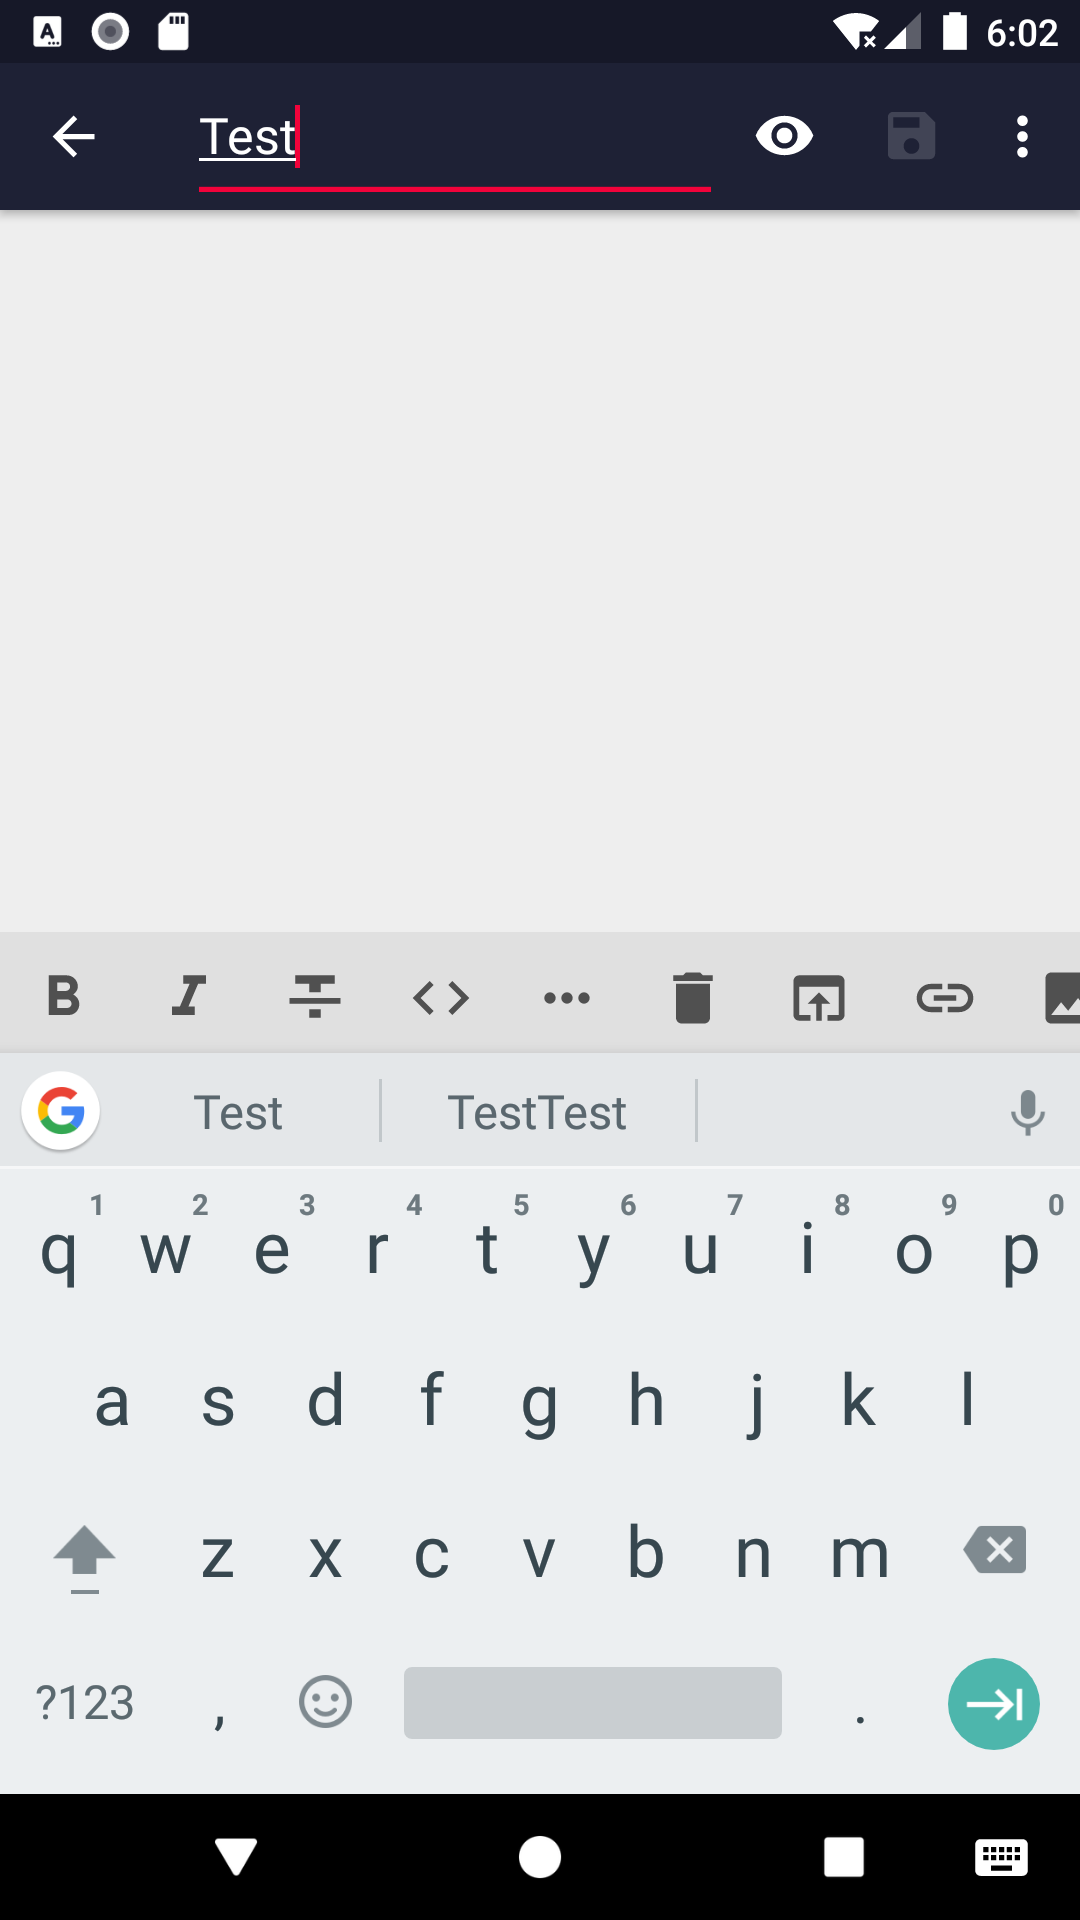 6:02
Test
Test TestTest
1 2 3 4 5 6 7 8 9 0
q w e r t y u i o p
a s d f g h j k l
z x c v b n m
?123 , .